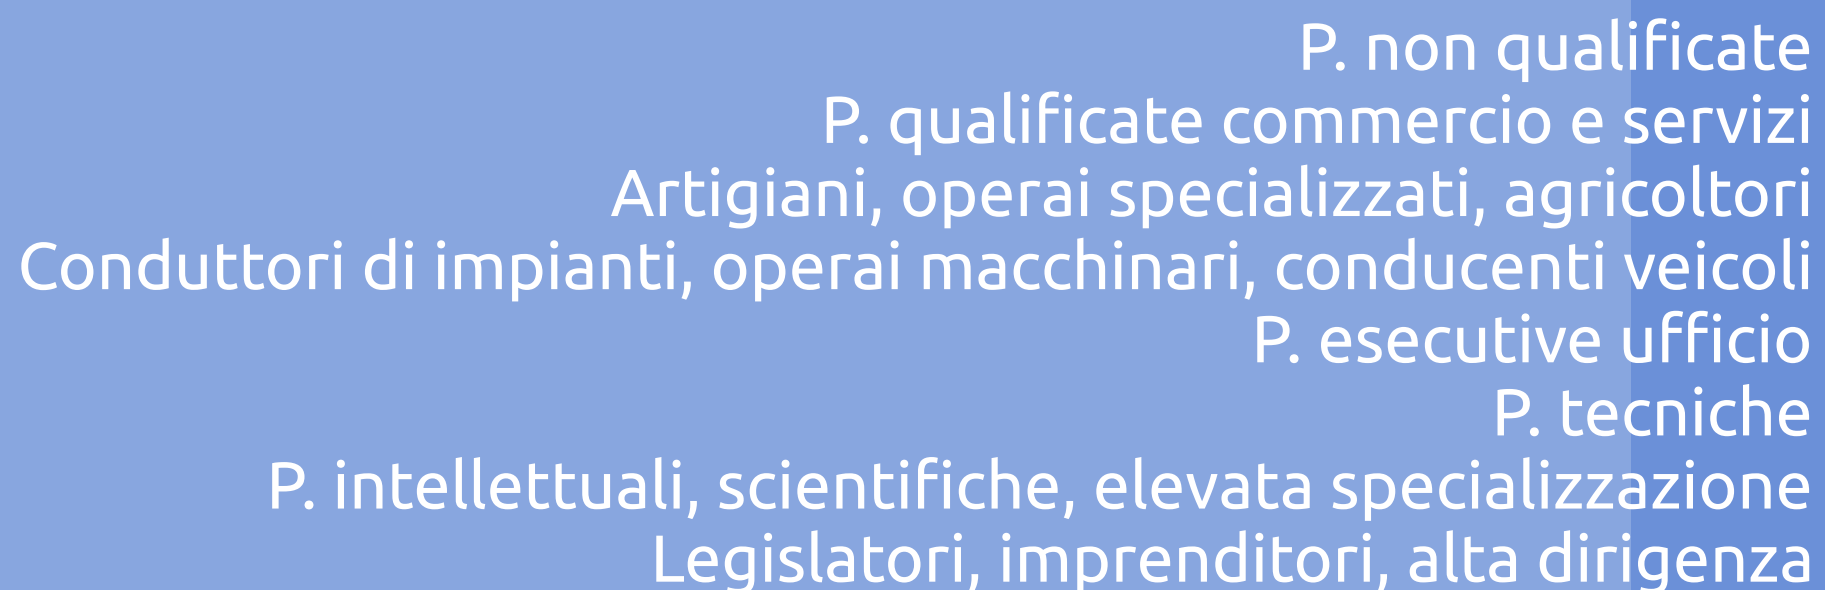 P. non qualificate
P. qualificate commercio e servizi
Artigiani, operai specializzati, agricoltori
Conduttori di impianti, operai macchinari, conducenti veicoli
P. esecutive ufficio
P. tecniche
P. intellettuali, scientifiche, elevata specializzazione
Legislatori, imprenditori, alta dirigenza